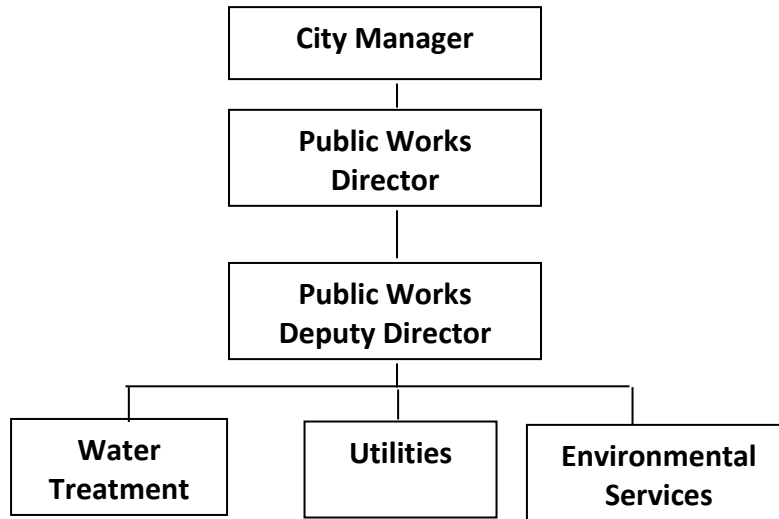 City Manager
Public Works
Director
Public Works
Deputy Director
Water
Treatment
Utilities
Environmental
Services